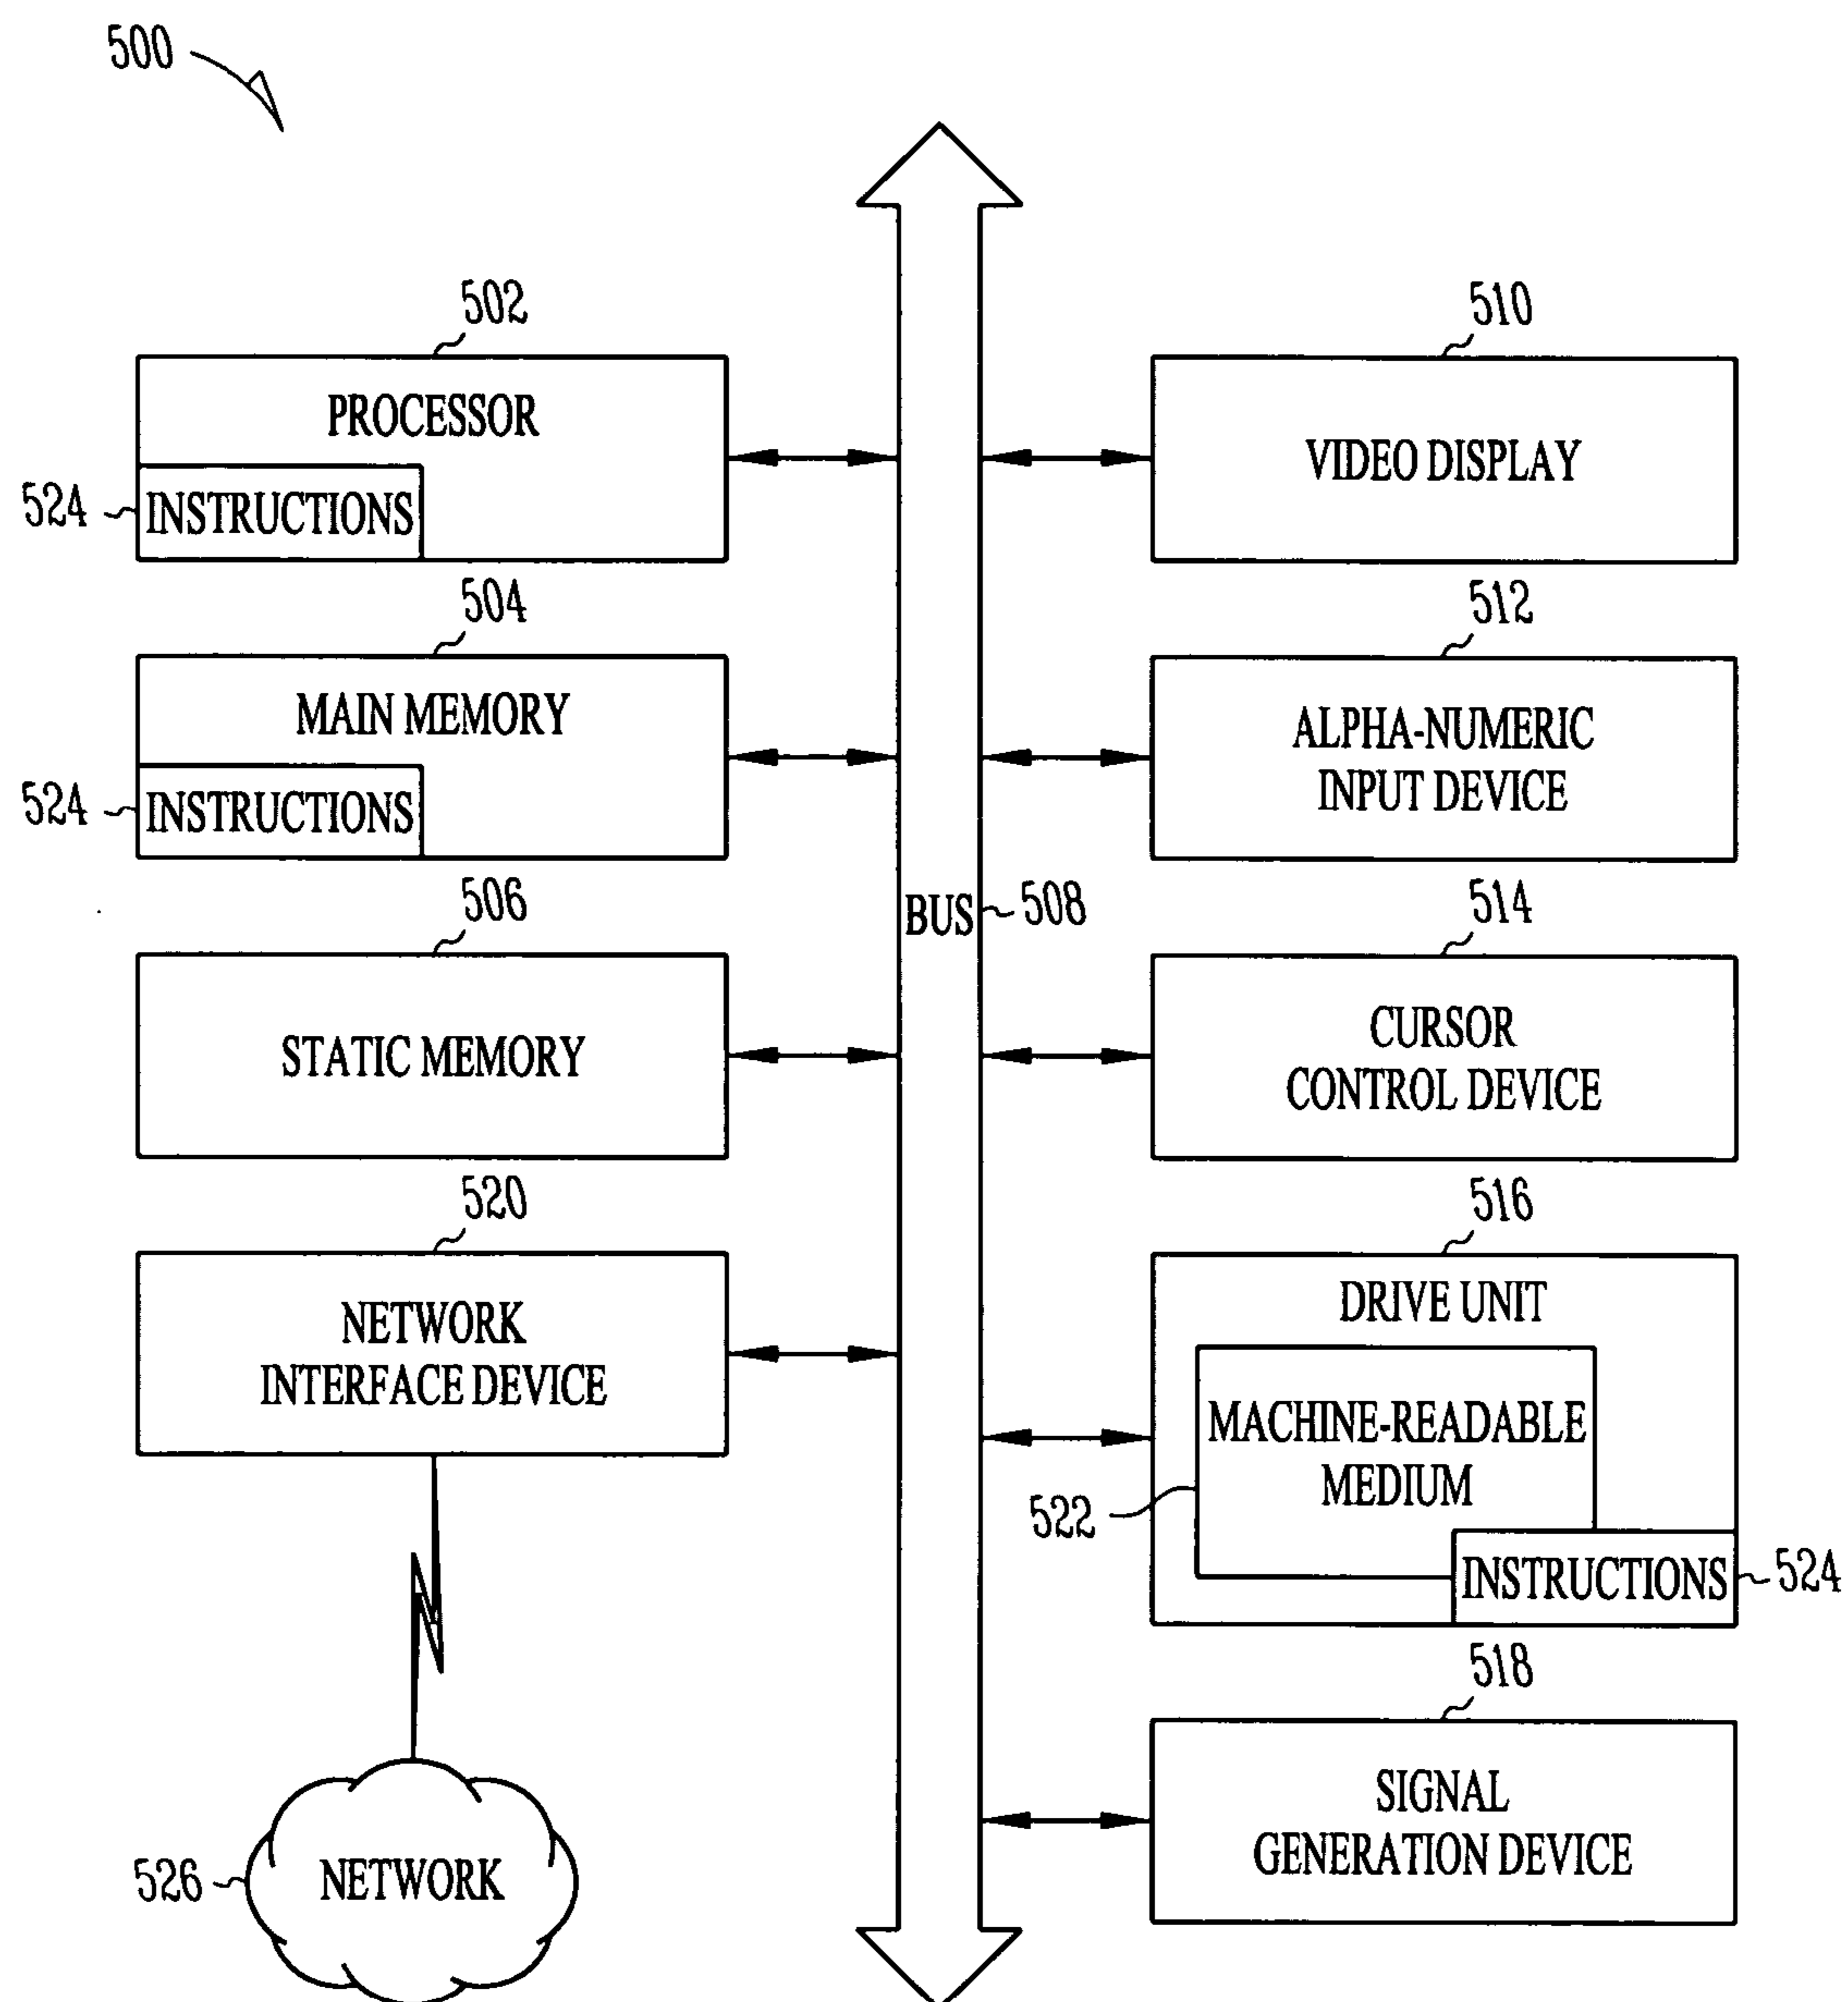 500
502
PROCESSOR
524
INSTRUCTIONS
504
MAIN MEMORY
524
INSTRUCTIONS
506
STATIC MEMORY
520
NETWORK
INTERFACE DEVICE
526
NETWORK
BUS
508
510
VIDEO DISPLAY
512
ALPHA-NUMERIC
INPUT DEVICE
514
CURSOR
CONTROL DEVICE
516
DRIVE UNIT
MACHINE-READABLE
MEDIUM
522
INSTRUCTIONS
524
518
SIGNAL
GENERATION DEVICE